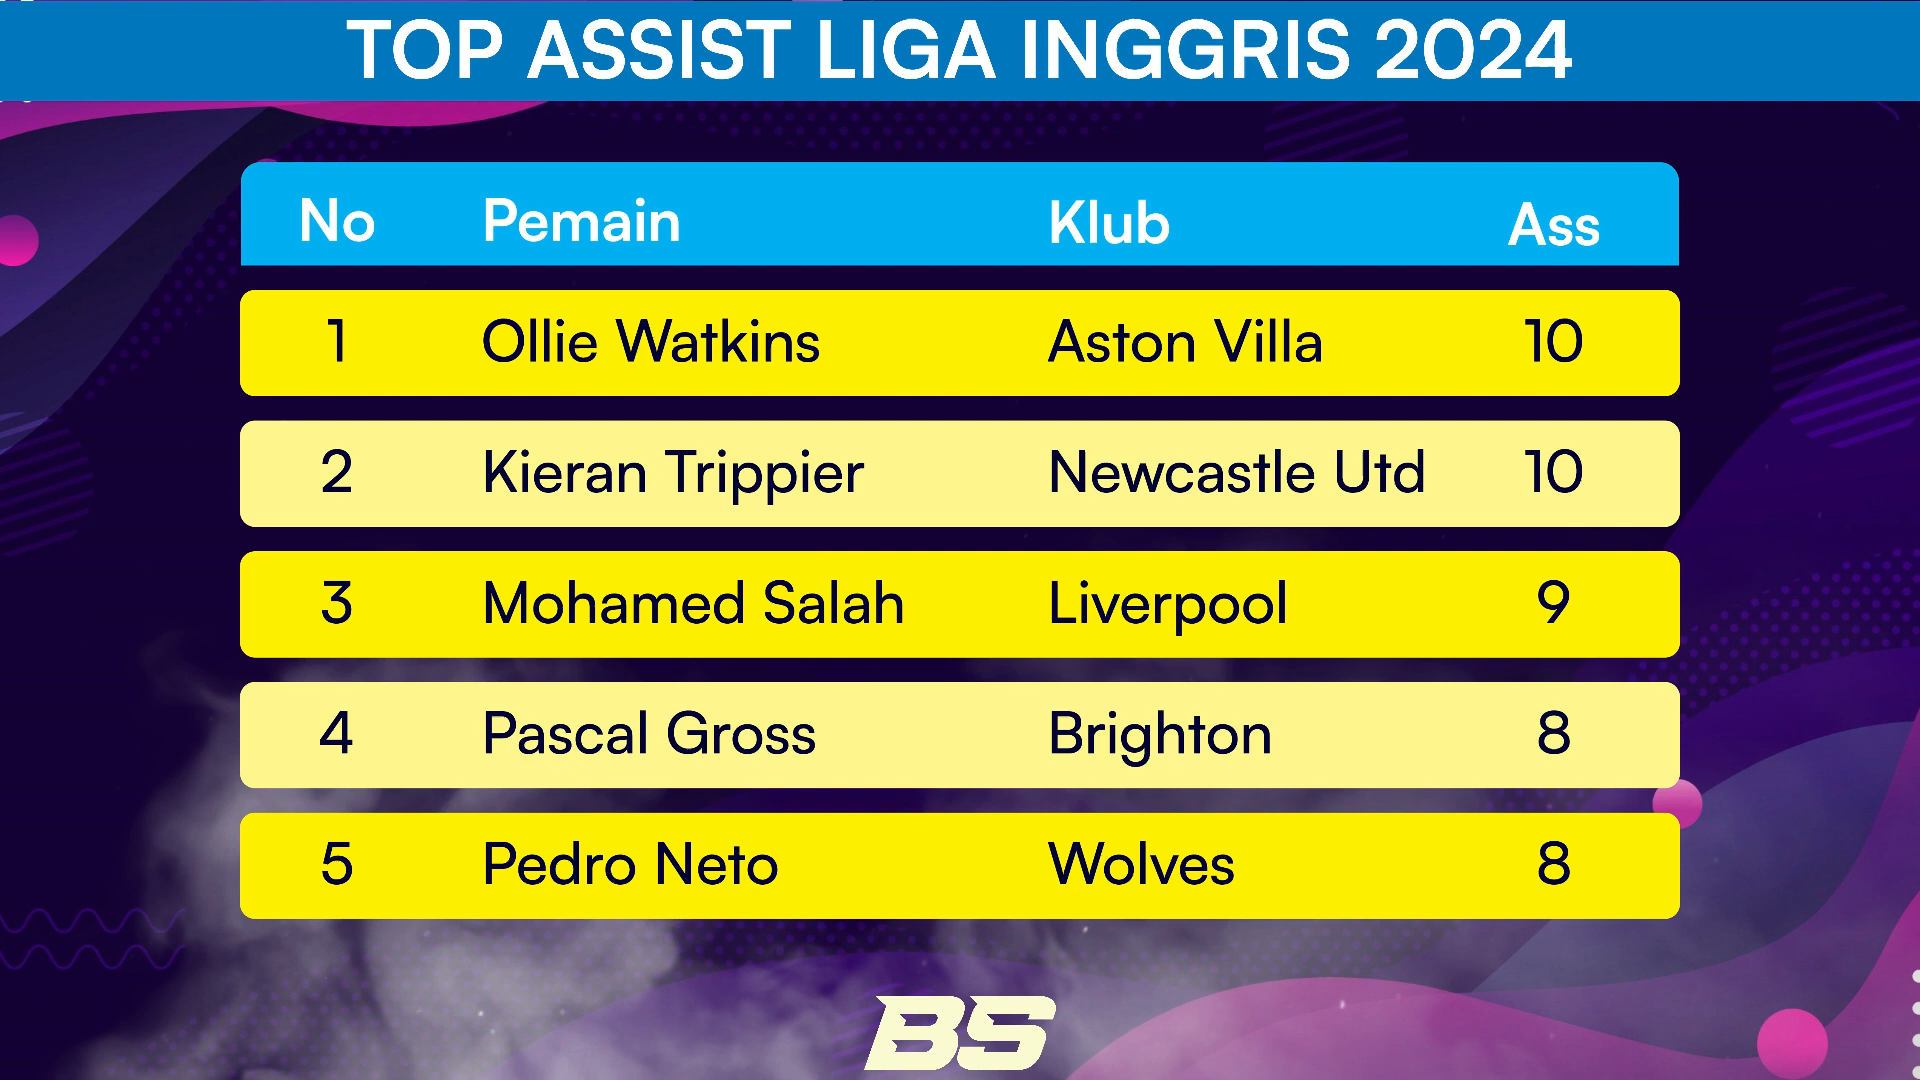 TOP ASSIST LIGA INGGRIS 2024
No Pemain Klub Ass
1 Ollie Watkins Aston Villa 10
2 Kieran Trippier Newcastle Utd 10
3 Mohamed Salah Liverpool 9
4 Pascal Gross Brighton 8
5 Pedro Neto Wolves 8
BS